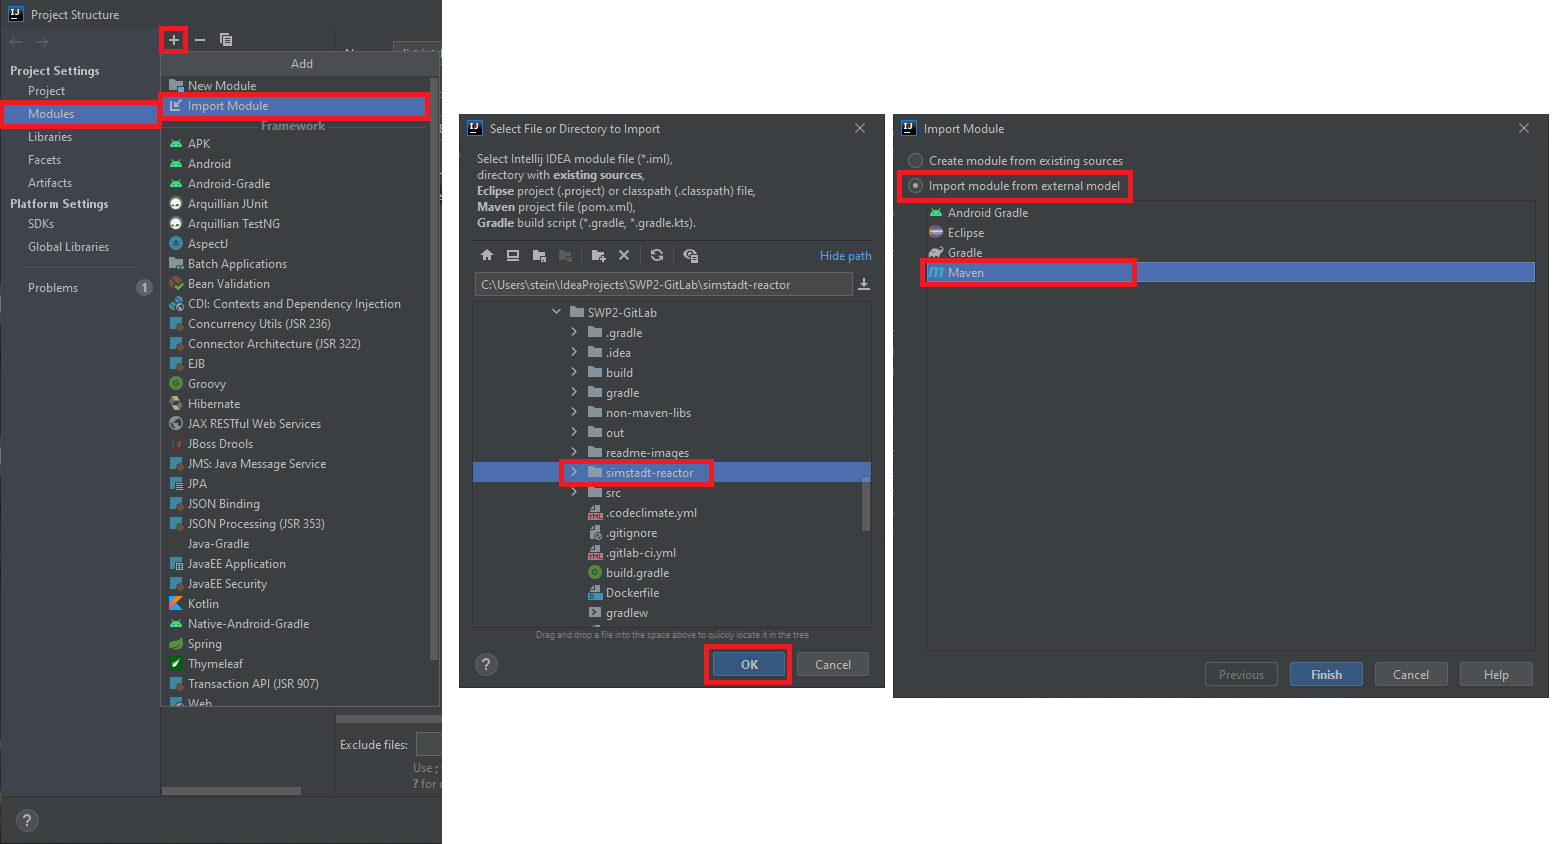 Project Structure
Add
Project Settings
New Module
Project
Import Module
Modules
Framework
Libraries
APK
Facets
Android
Artifacts
Android-Gradle
Platform Settings
Arquillian JUnit
SDKs
Arquillian TestNG
Global Libraries
AspectJ
Batch Applications
Problems
1
Bean Validation
CDI: Contexts and Dependency Injection
Concurrency Utils (JSR 236)
Connector Architecture (JSR 322)
EJB
Groovy
Hibernate
JAX RESTful Web Services
JBoss Drools
JMS: Java Message Service
JPA
JSON Binding
JSON Processing (JSR 353)
Java-Gradle
JavaEE Application
JavaEE Security
Kotlin
Native-Android-Gradle
Spring
Thymeleaf
Transaction API (JSR 907)
Web
Exclude files:
Use ;
? for
?
Select File or Directory to Import
Select Intellij IDEA module file (*.iml),
directory with existing sources,
Eclipse project (.project) or classpath (.classpath) file,
Maven project file (pom.xml),
Gradle build script (*.gradle, *.gradle.kts).
Hide path
C:\Users\stein\IdeaProjects\SWP2-GitLab\simstadt-reactor
SWP2-GitLab
.gradle
.idea
build
gradle
non-maven-libs
out
readme-images
simstadt-reactor
src
.codeclimate.yml
.gitignore
.gitlab-ci.yml
build.gradle
Dockerfile
gradlew
Drag and drop a file into the space above to quickly locate it in the tree
? OK Cancel
Import Module
Create module from existing sources
Import module from external model
Android Gradle
Eclipse
Gradle
Maven
Previous Finish Cancel Help